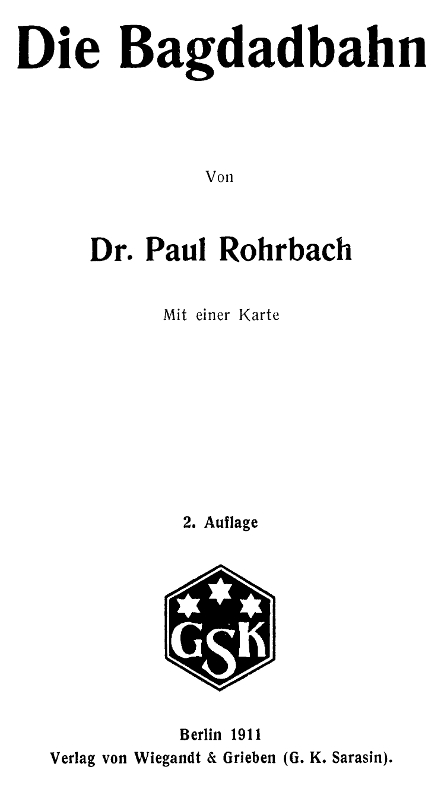 Die Bagdadbahn
Von
Dr. Paul Rohrbach
Mit einer Karte
2. Auflage
GSK
Berlin 1911
Verlag von Wiegandt & Grieben (G. K. Sarasin).